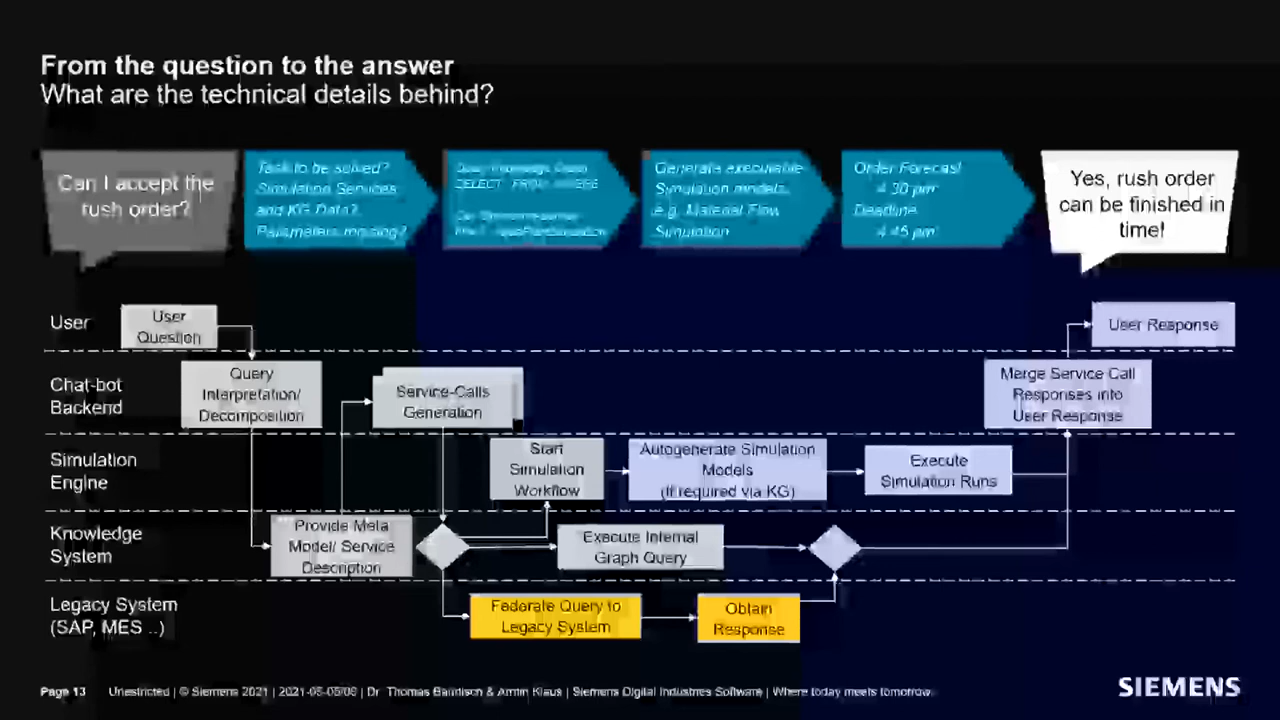 From the question to the answer
What are the technical details behind?
Can I accept the
rush order?
Task to be solved?
Simulation Services
and KG Data?
Parameters missing?
SELECT FROM WHERE
Generate executable
Simulation models,
e.g. Material Flow
Simulation
Order Forecast
4:30 pm
Deadline
4:45 pm
Yes, rush order
can be finished in
time!
User
User
Question
User Response
Chat-bot
Backend
Query
Interpretation/
Decomposition
Service-Calls
Generation
Merge Service Call
Responses into
User Response
Simulation
Engine
Start
Simulation
Workflow
Autogenerate Simulation
Models
(if required via KG)
Execute
Simulation Runs
Knowledge
System
Provide Meta
Model/ Service
Description
Execute Internal
Graph Query
Legacy System
(SAP, MES ..)
Federate Query to
Legacy System
Obtain
Response
Page 13 Unestricted | © Siemens 2021 | Dr. Thomas & Armin Klaus | Siemens Digital Industries Software | Where today meets tomorrow.
SIEMENS